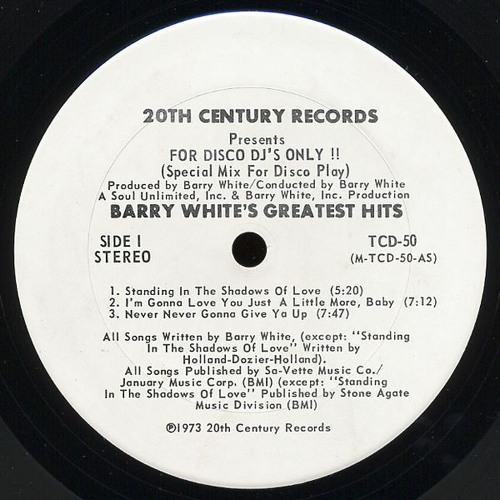 20TH CENTURY RECORDS
Presents
FOR DISCO DJ'S ONLY !!
(Special Mix For Disco Play)
Produced by Barry White/Conducted by Barry White
A Soul Unlimited, Inc. & Barry White, Inc. Production
BARRY WHITE'S GREATEST HITS
SIDE I
STEREO
TCD-50
(M-TCD-50-AS)
1. Standing In The Shadows Of Love (5:20)
2. I'm Gonna Love You Just A Little More, Baby (7:12)
3. Never Never Gonna Give Ya Up (7:47)
All Songs Written by Barry White, (except: "Standing
In The Shadows Of Love" Written by
Holland-Dozier-Holland).
All Songs Published by Sa-Vette Music Co./
January Music Corp. (BMI) (except: "Standing
In The Shadows Of Love" Published by Stone Agate
Music Division (BMI)
℗1973 20th Century Records